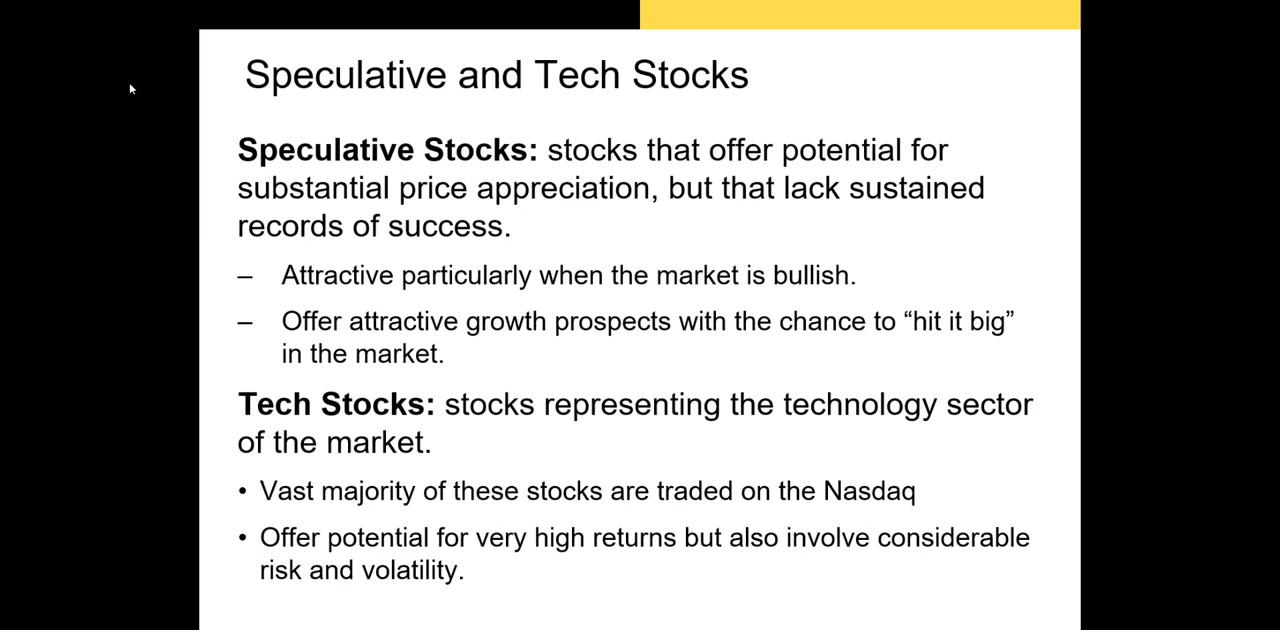 Speculative and Tech Stocks
Speculative Stocks: stocks that offer potential for
substantial price appreciation, but that lack sustained
records of success.
– Attractive particularly when the market is bullish.
– Offer attractive growth prospects with the chance to “hit it big”
in the market.
Tech Stocks: stocks representing the technology sector
of the market.
• Vast majority of these stocks are traded on the Nasdaq
• Offer potential for very high returns but also involve considerable
risk and volatility.